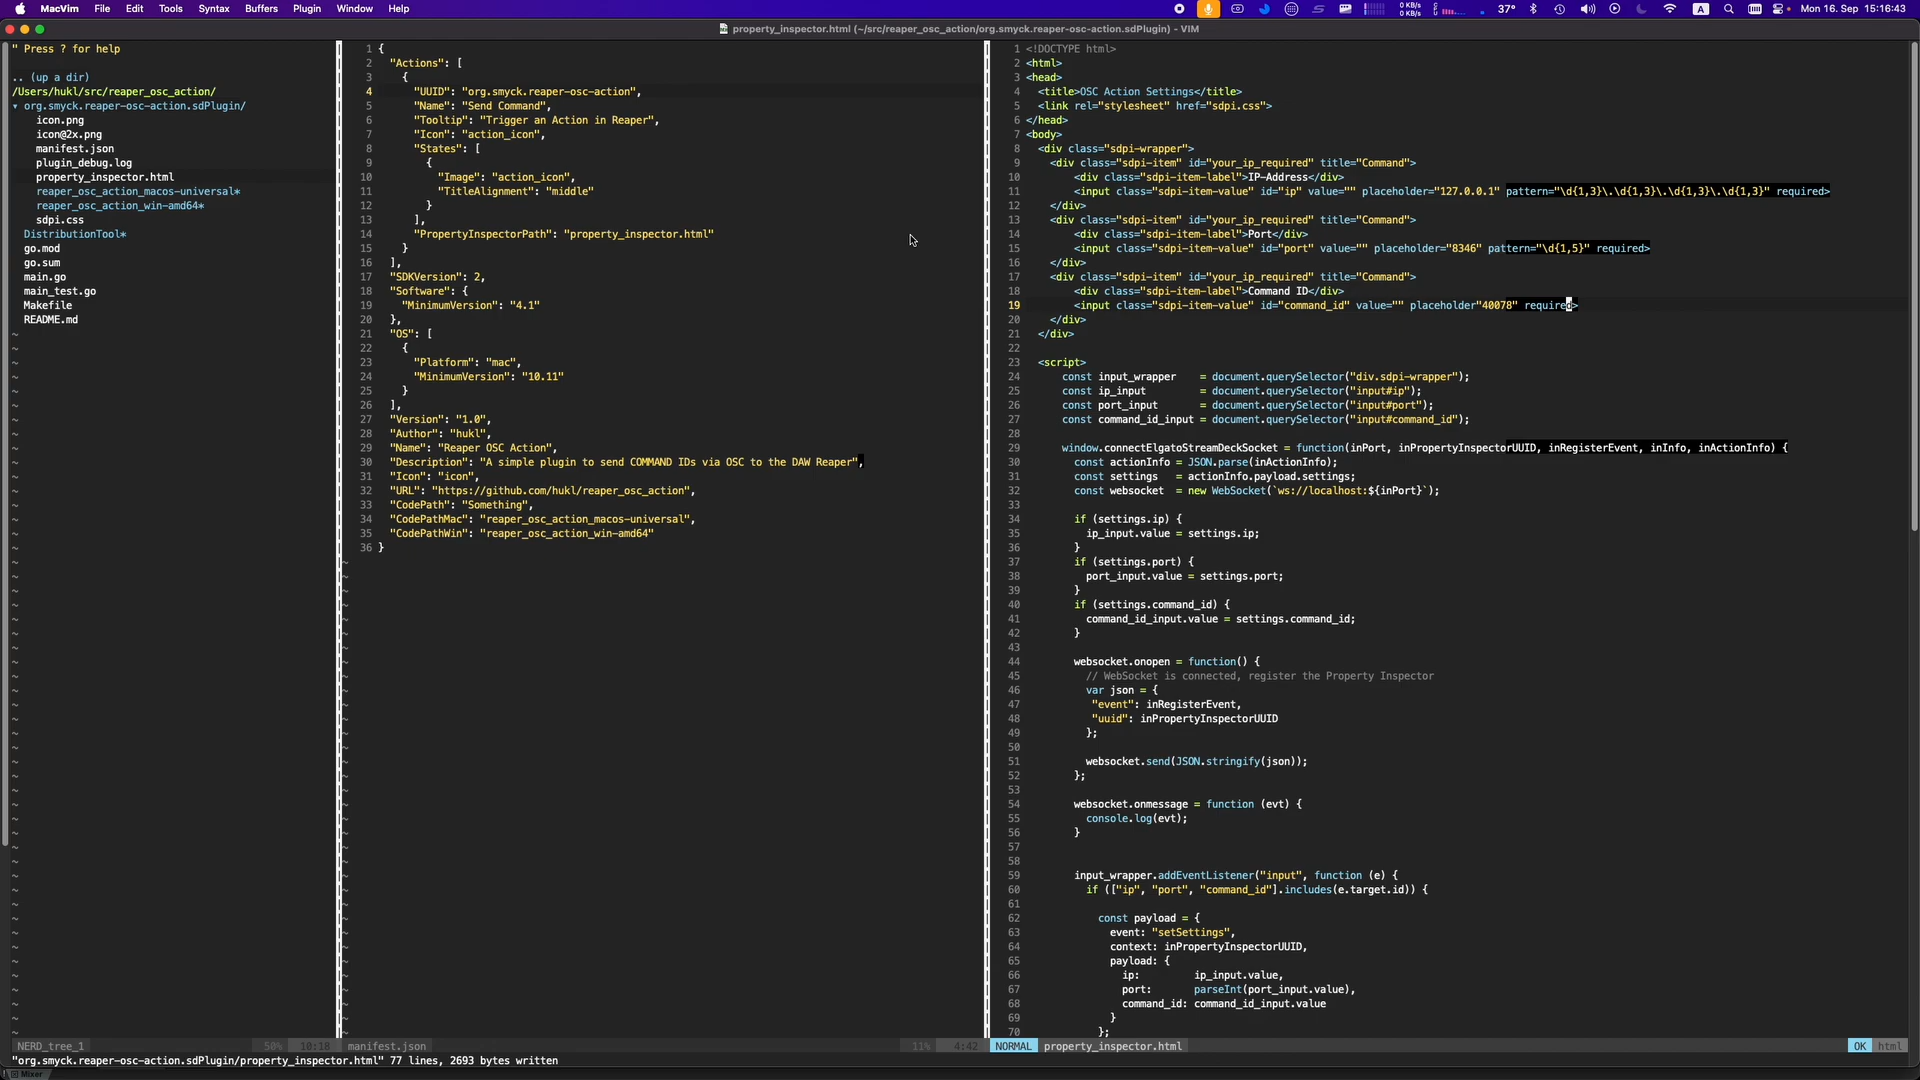 MacVim File Edit Tools Syntax Buffers Plugin Window Help
0 KB/s
0 KB/s
37° A Mon 16. Sep 15:16:43
property_inspector.html (~/src/reaper_osc_action/org.smyck.reaper-osc-action.sdPlugin) - VIM
" Press ? for help
.. (up a dir)
/Users/hukl/src/reaper_osc_action/
▾ org.smyck.reaper-osc-action.sdPlugin/
icon.png
icon@2x.png
manifest.json
plugin_debug.log
property_inspector.html
reaper_osc_action_macos-universal*
reaper_osc_action_win-amd64*
sdpi.css
DistributionTool*
go.mod
go.sum
main.go
main_test.go
Makefile
README.md
1 {
2 "Actions": [
3 {
4 "UUID": "org.smyck.reaper-osc-action",
5 "Name": "Send Command",
6 "Tooltip": "Trigger an Action in Reaper",
7 "Icon": "action_icon",
8 "States": [
9 {
10 "Image": "action_icon",
11 "TitleAlignment": "middle"
12 }
13 ],
14 "PropertyInspectorPath": "property_inspector.html"
15 }
16 ],
17 "SDKVersion": 2,
18 "Software": {
19 "MinimumVersion": "4.1"
20 },
21 "OS": [
22 {
23 "Platform": "mac",
24 "MinimumVersion": "10.11"
25 }
26 ],
27 "Version": "1.0",
28 "Author": "hukl",
29 "Name": "Reaper OSC Action",
30 "Description": "A simple plugin to send COMMAND IDs via OSC to the DAW Reaper",
31 "Icon": "icon",
32 "URL": "https://github.com/hukl/reaper_osc_action",
33 "CodePath": "Something",
34 "CodePathMac": "reaper_osc_action_macos-universal",
35 "CodePathWin": "reaper_osc_action_win-amd64"
36 }
1 <!DOCTYPE html>
2 <html>
3 <head>
4 <title>OSC Action Settings</title>
5 <link rel="stylesheet" href="sdpi.css">
6 </head>
7 <body>
8 <div class="sdpi-wrapper">
9 <div class="sdpi-item" id="your_ip_required" title="Command">
10 <div class="sdpi-item-label">IP-Address</div>
11 <input class="sdpi-item-value" id="ip" value="" placeholder="127.0.0.1" pattern="\d{1,3}\.\d{1,3}\.\d{1,3}\.\d{1,3}" required>
12 </div>
13 <div class="sdpi-item" id="your_ip_required" title="Command">
14 <div class="sdpi-item-label">Port</div>
15 <input class="sdpi-item-value" id="port" value="" placeholder="8346" pattern="\d{1,5}" required>
16 </div>
17 <div class="sdpi-item" id="your_ip_required" title="Command">
18 <div class="sdpi-item-label">Command ID</div>
19 <input class="sdpi-item-value" id="command_id" value="" placeholder"40078" required>
20 </div>
21 </div>
22
23 <script>
24 const input_wrapper = document.querySelector("div.sdpi-wrapper");
25 const ip_input = document.querySelector("input#ip");
26 const port_input = document.querySelector("input#port");
27 const command_id_input = document.querySelector("input#command_id");
28
29 window.connectElgatoStreamDeckSocket = function(inPort, inPropertyInspectorUUID, inRegisterEvent, inInfo, inActionInfo) {
30 const actionInfo = JSON.parse(inActionInfo);
31 const settings = actionInfo.payload.settings;
32 const websocket = new WebSocket(`ws://localhost:${inPort}`);
33
34 if (settings.ip) {
35 ip_input.value = settings.ip;
36 }
37 if (settings.port) {
38 port_input.value = settings.port;
39 }
40 if (settings.command_id) {
41 command_id_input.value = settings.command_id;
42 }
43
44 websocket.onopen = function() {
45 // WebSocket is connected, register the Property Inspector
46 var json = {
47 "event": inRegisterEvent,
48 "uuid": inPropertyInspectorUUID
49 };
50
51 websocket.send(JSON.stringify(json));
52 };
53
54 websocket.onmessage = function (evt) {
55 console.log(evt);
56 }
57
58
59 input_wrapper.addEventListener("input", function (e) {
60 if (["ip", "port", "command_id"].includes(e.target.id)) {
61
62 const payload = {
63 event: "setSettings",
64 context: inPropertyInspectorUUID,
65 payload: {
66 ip: ip_input.value,
67 port: parseInt(port_input.value),
68 command_id: command_id_input.value
69 }
70 };
NERD_tree_1 50% 10:18 manifest.json 11% 4:42 NORMAL property_inspector.html OK html
"org.smyck.reaper-osc-action.sdPlugin/property_inspector.html" 77 lines, 2693 bytes written
Mixer